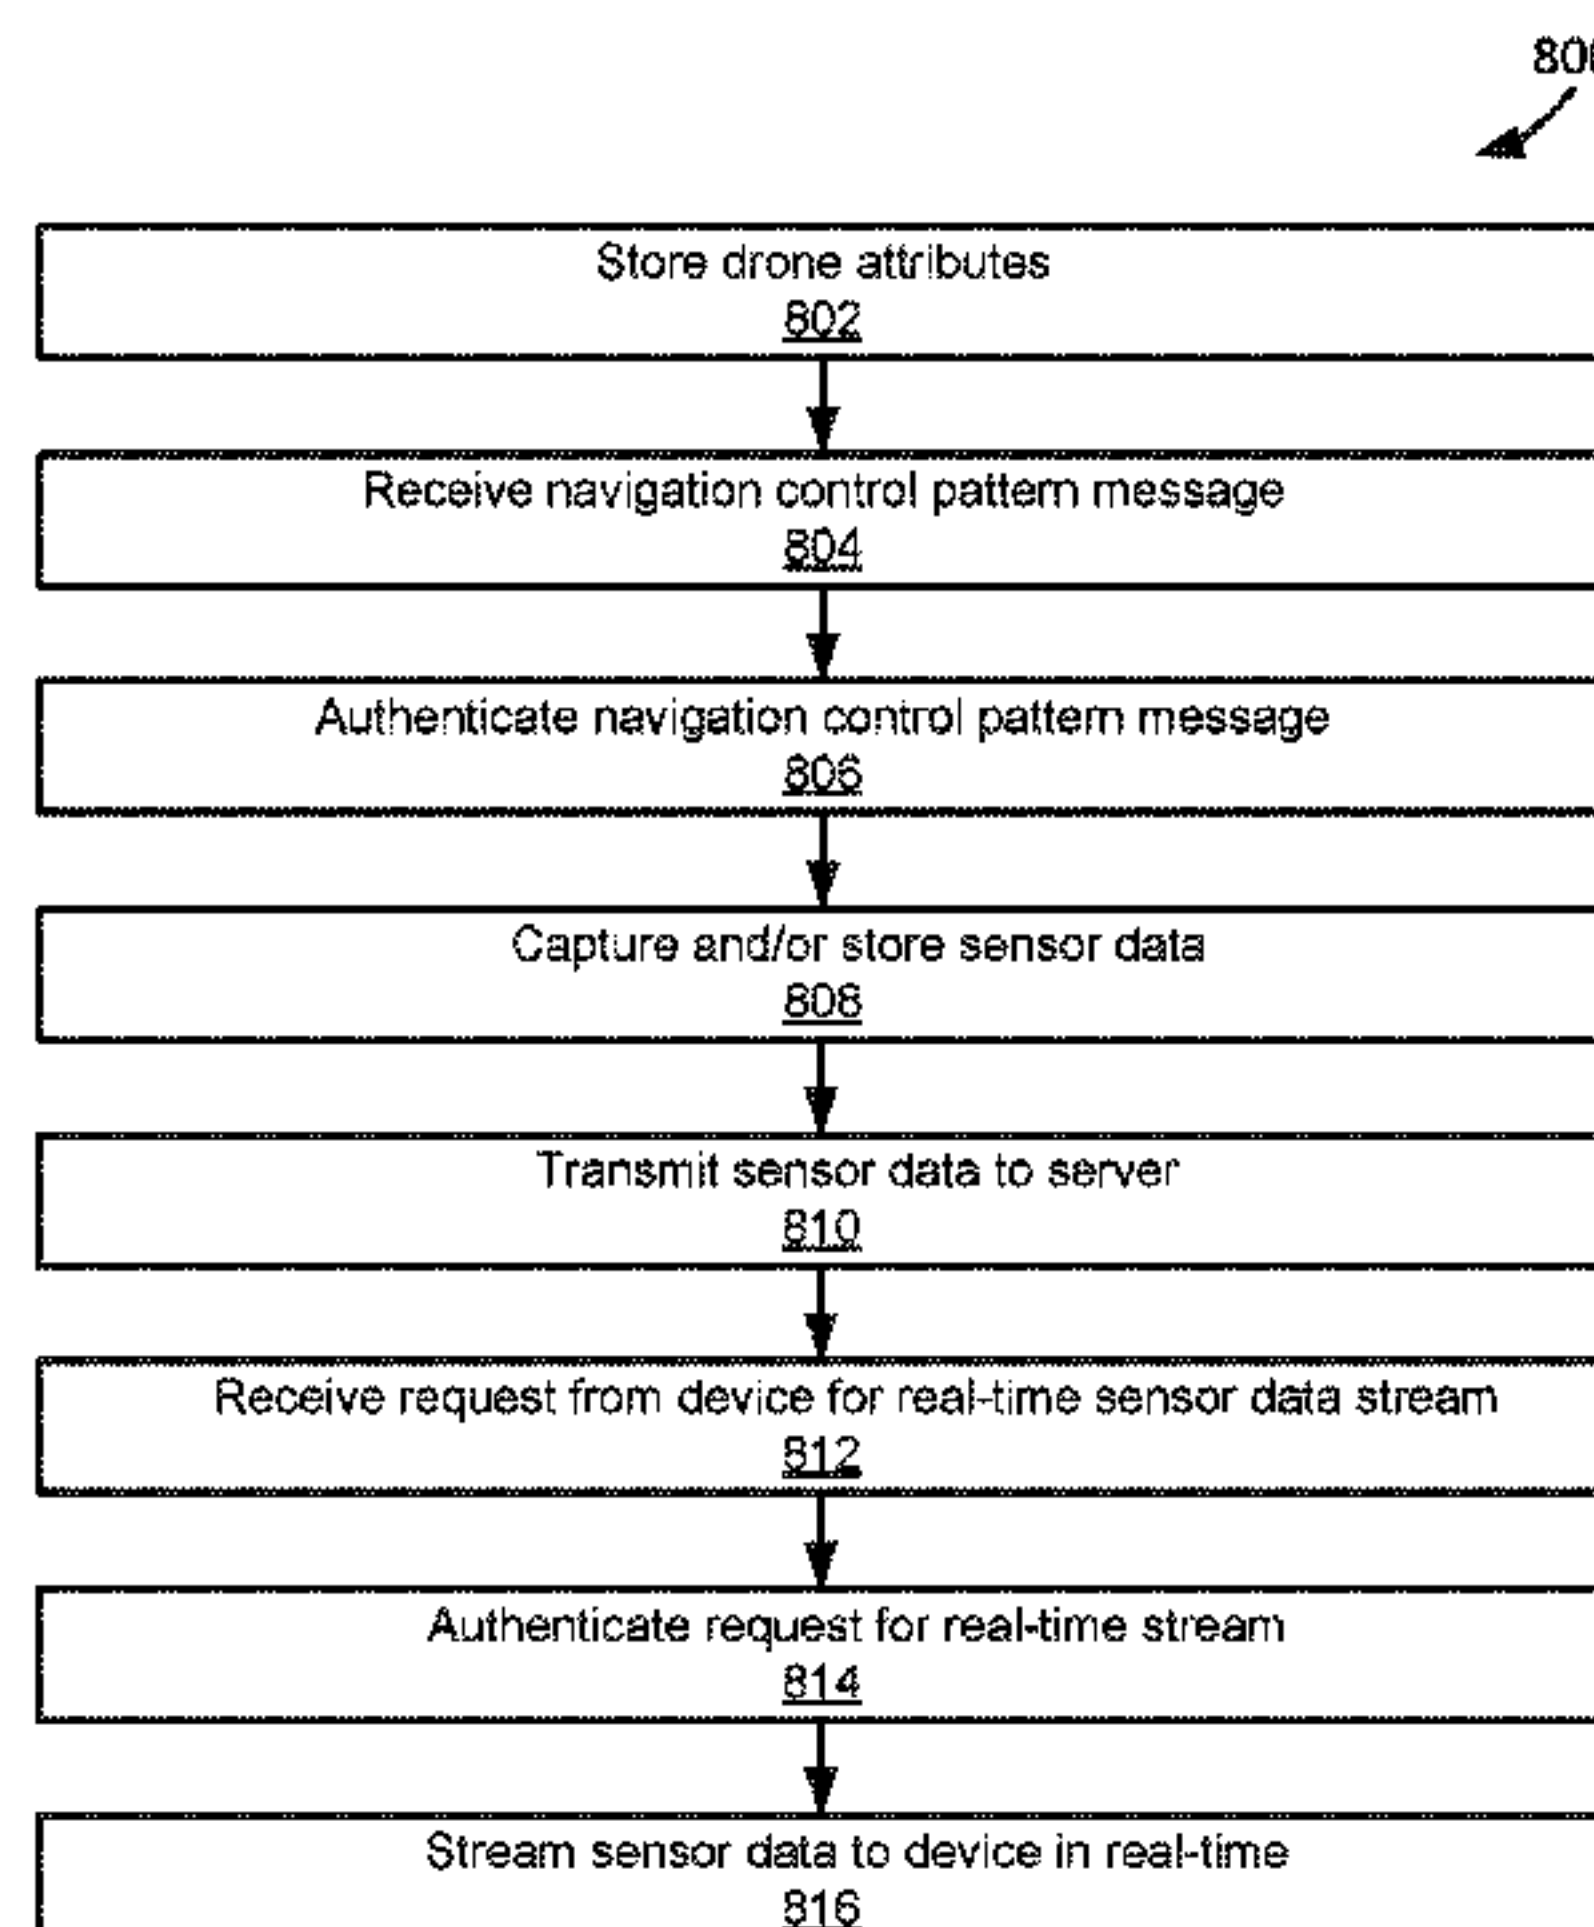 Store drone attributes
802
Receive navigation control pattern message
804
Authenticate navigation control pattern message
806
Capture and/or store sensor data
808
Transmit sensor data to server
810
Receive request from device for real-time sensor data stream
812
Authenticate request for real-time stream
814
Stream sensor data to device in real-time
816